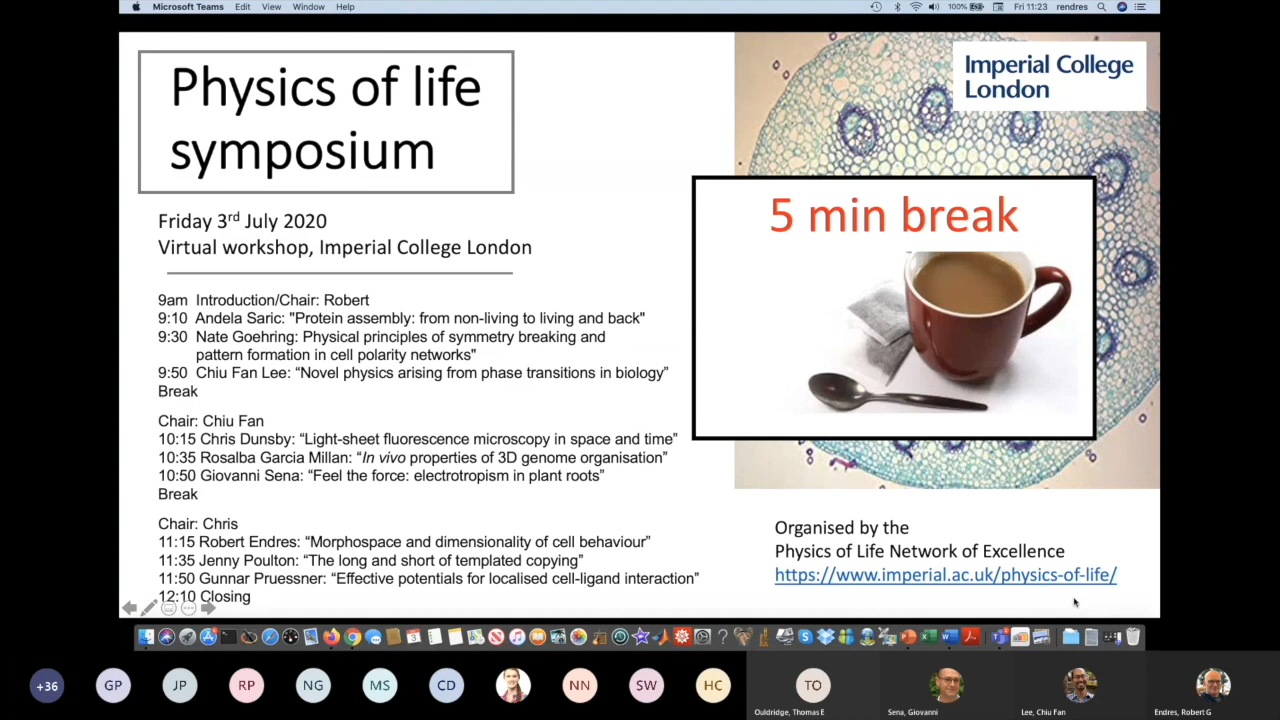 Microsoft Teams Edit View Window Help
100% Fri 11:23 rendres
Physics of life
symposium
Imperial College
London
5 min break
Friday 3rd July 2020
Virtual workshop, Imperial College London
9am Introduction/Chair: Robert
9:10 Andela Saric: "Protein assembly: from non-living to living and back"
9:30 Nate Goehring: Physical principles of symmetry breaking and
pattern formation in cell polarity networks"
9:50 Chiu Fan Lee: “Novel physics arising from phase transitions in biology”
Break
Chair: Chiu Fan
10:15 Chris Dunsby: “Light-sheet fluorescence microscopy in space and time”
10:35 Rosalba Garcia Millan: “In vivo properties of 3D genome organisation”
10:50 Giovanni Sena: “Feel the force: electrotropism in plant roots”
Break
Chair: Chris
11:15 Robert Endres: “Morphospace and dimensionality of cell behaviour”
11:35 Jenny Poulton: “The long and short of templated copying”
11:50 Gunnar Pruessner: “Effective potentials for localised cell-ligand interaction”
12:10 Closing
Organised by the
Physics of Life Network of Excellence
https://www.imperial.ac.uk/physics-of-life/
+36 GP JP RP NG MS CD NN SW HC TO
Ouldridge, Thomas E Sena, Giovanni Lee, Chiu Fan Endres, Robert G